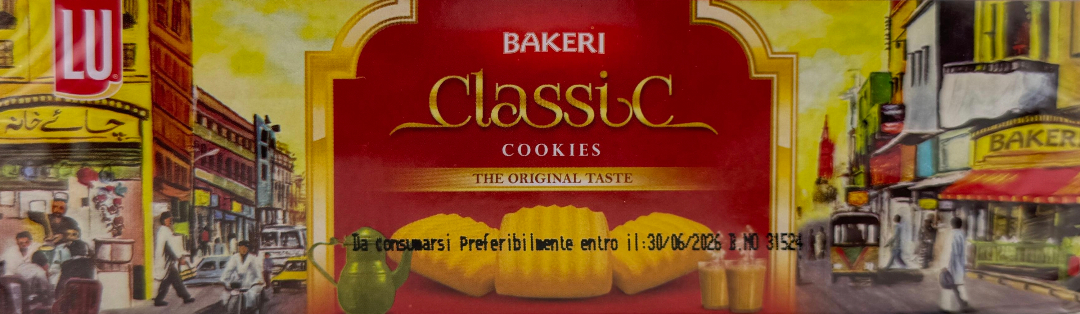 LU
BAKERI
Classic
COOKIES
THE ORIGINAL TASTE
چائے خانہ
BAKERI
Da consumarsi Preferibilmente entro il:30/06/2026 B.NO 31524